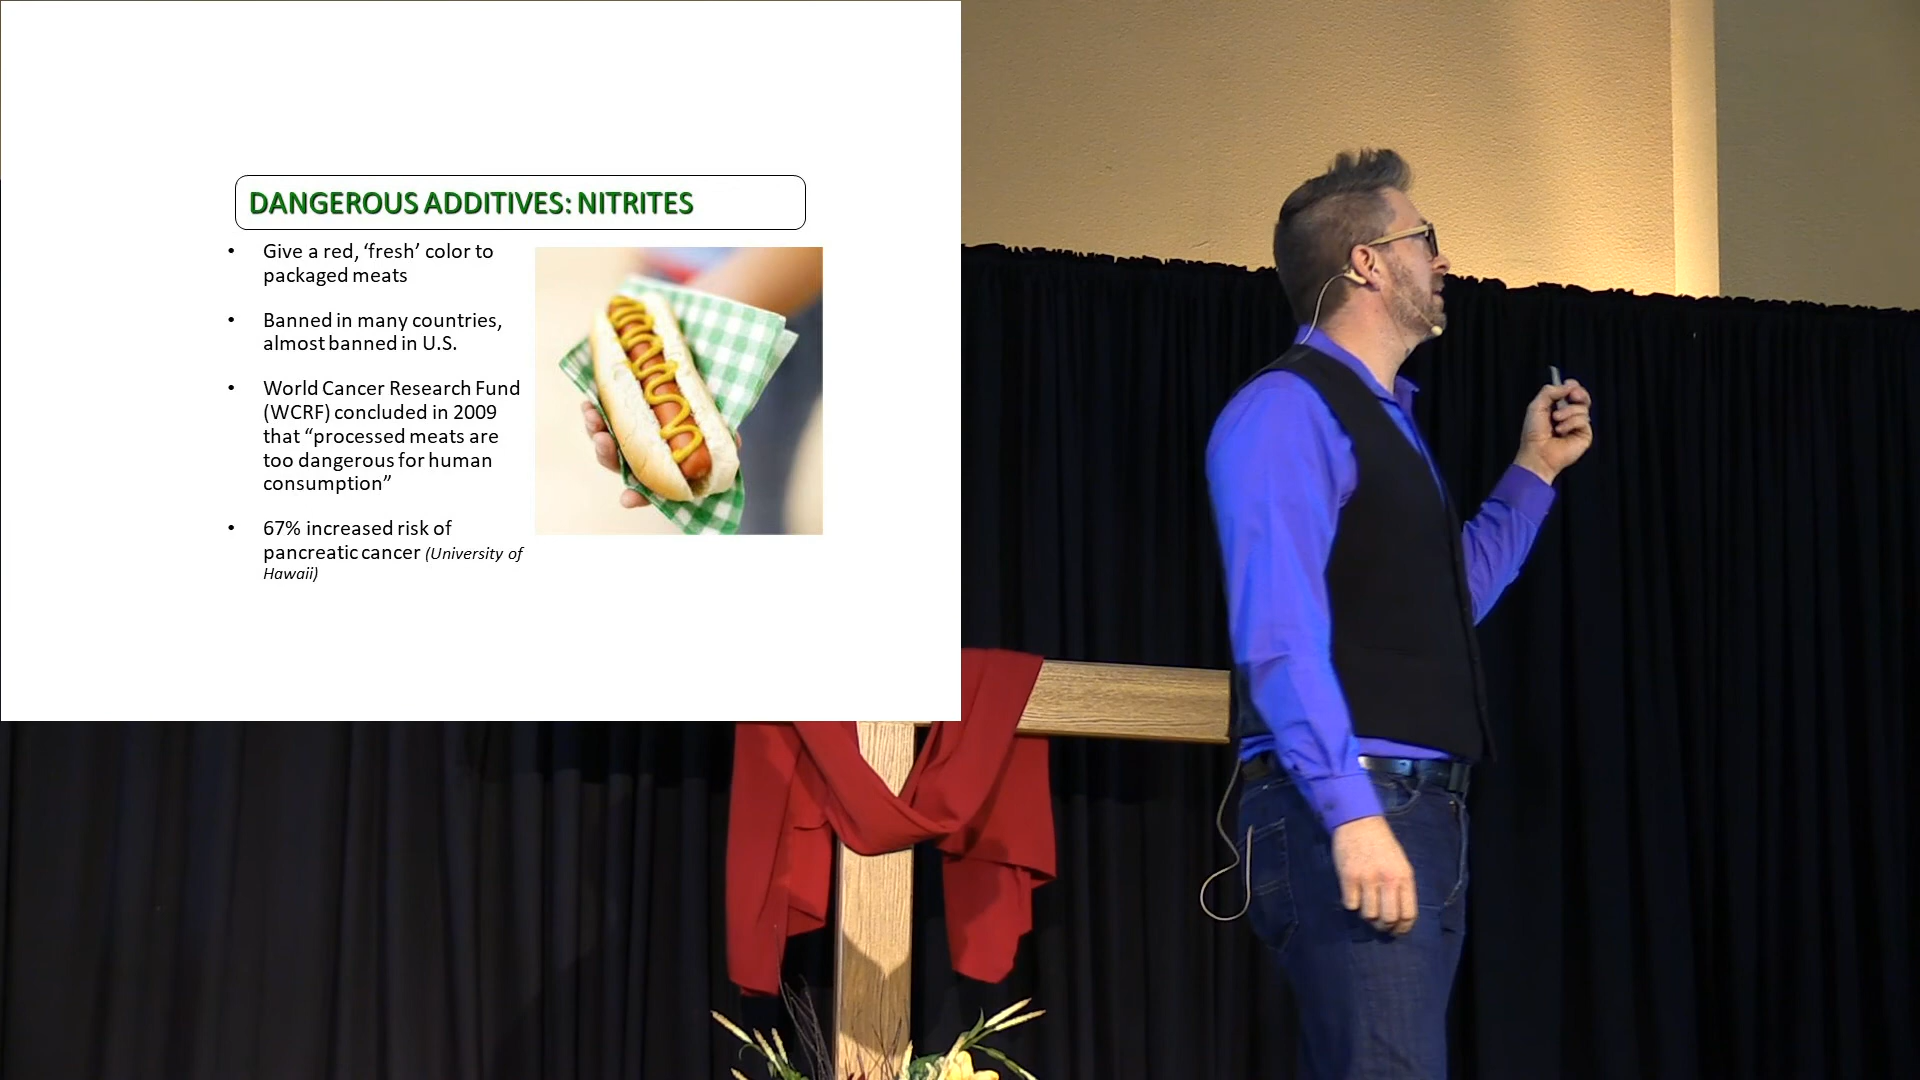 DANGEROUS ADDITIVES: NITRITES
• Give a red, ‘fresh’ color to
packaged meats
• Banned in many countries,
almost banned in U.S.
• World Cancer Research Fund
(WCRF) concluded in 2009
that “processed meats are
too dangerous for human
consumption”
• 67% increased risk of
pancreatic cancer (University of
Hawaii)